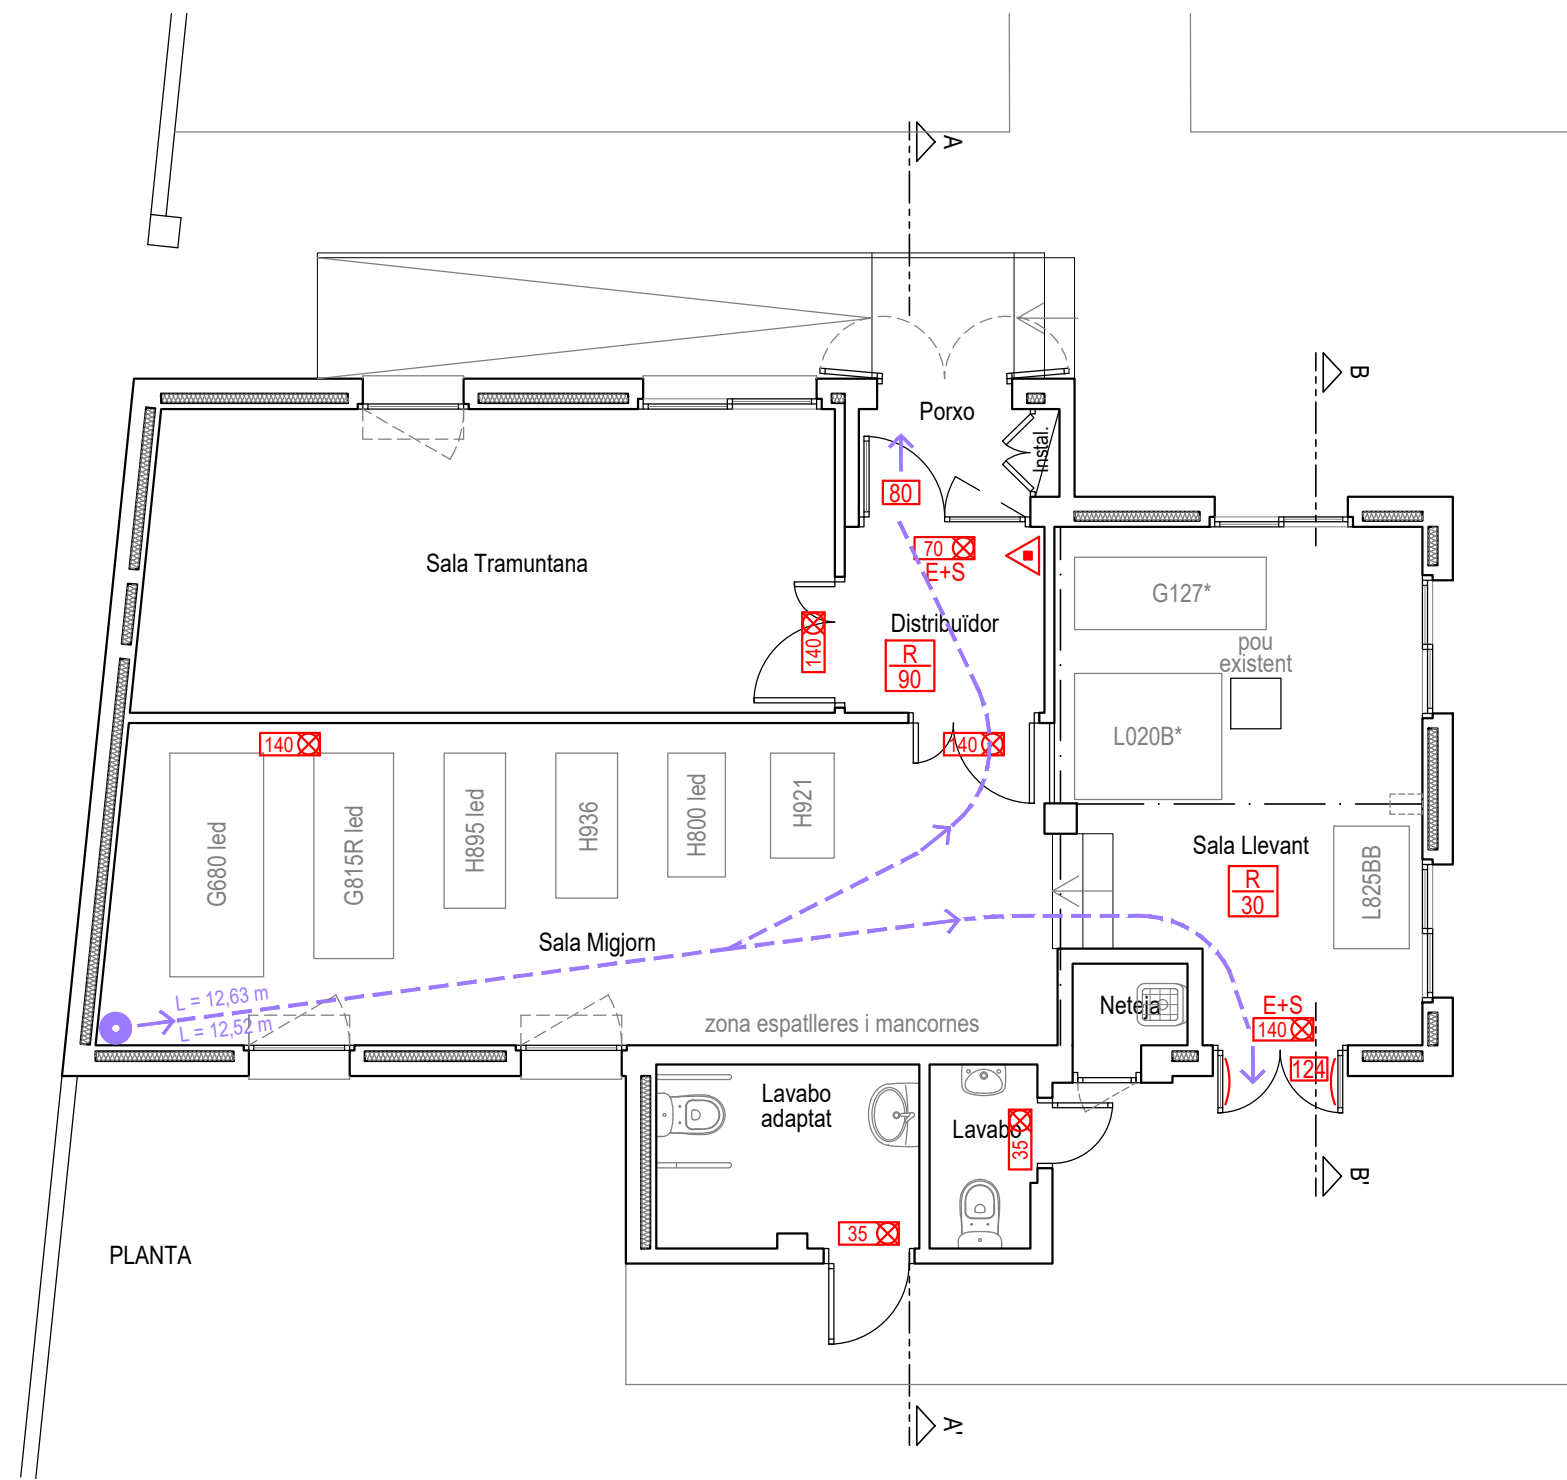 A
B
Porxo
Instal.
80
70
E+S
Sala Tramuntana
G127*
Distribuïdor
140
R
90
pou
existent
L020B*
140
140
G680 led
G815R led
H895 led
H936
H800 led
H921
Sala Llevant
R
30
L825BB
Sala Migjorn
L = 12,63 m
L = 12,52 m
zona espatlleres i mancornes
Neteja
E+S
140
124
Lavabo
adaptat
Lavabo
35
35
B'
PLANTA
A'